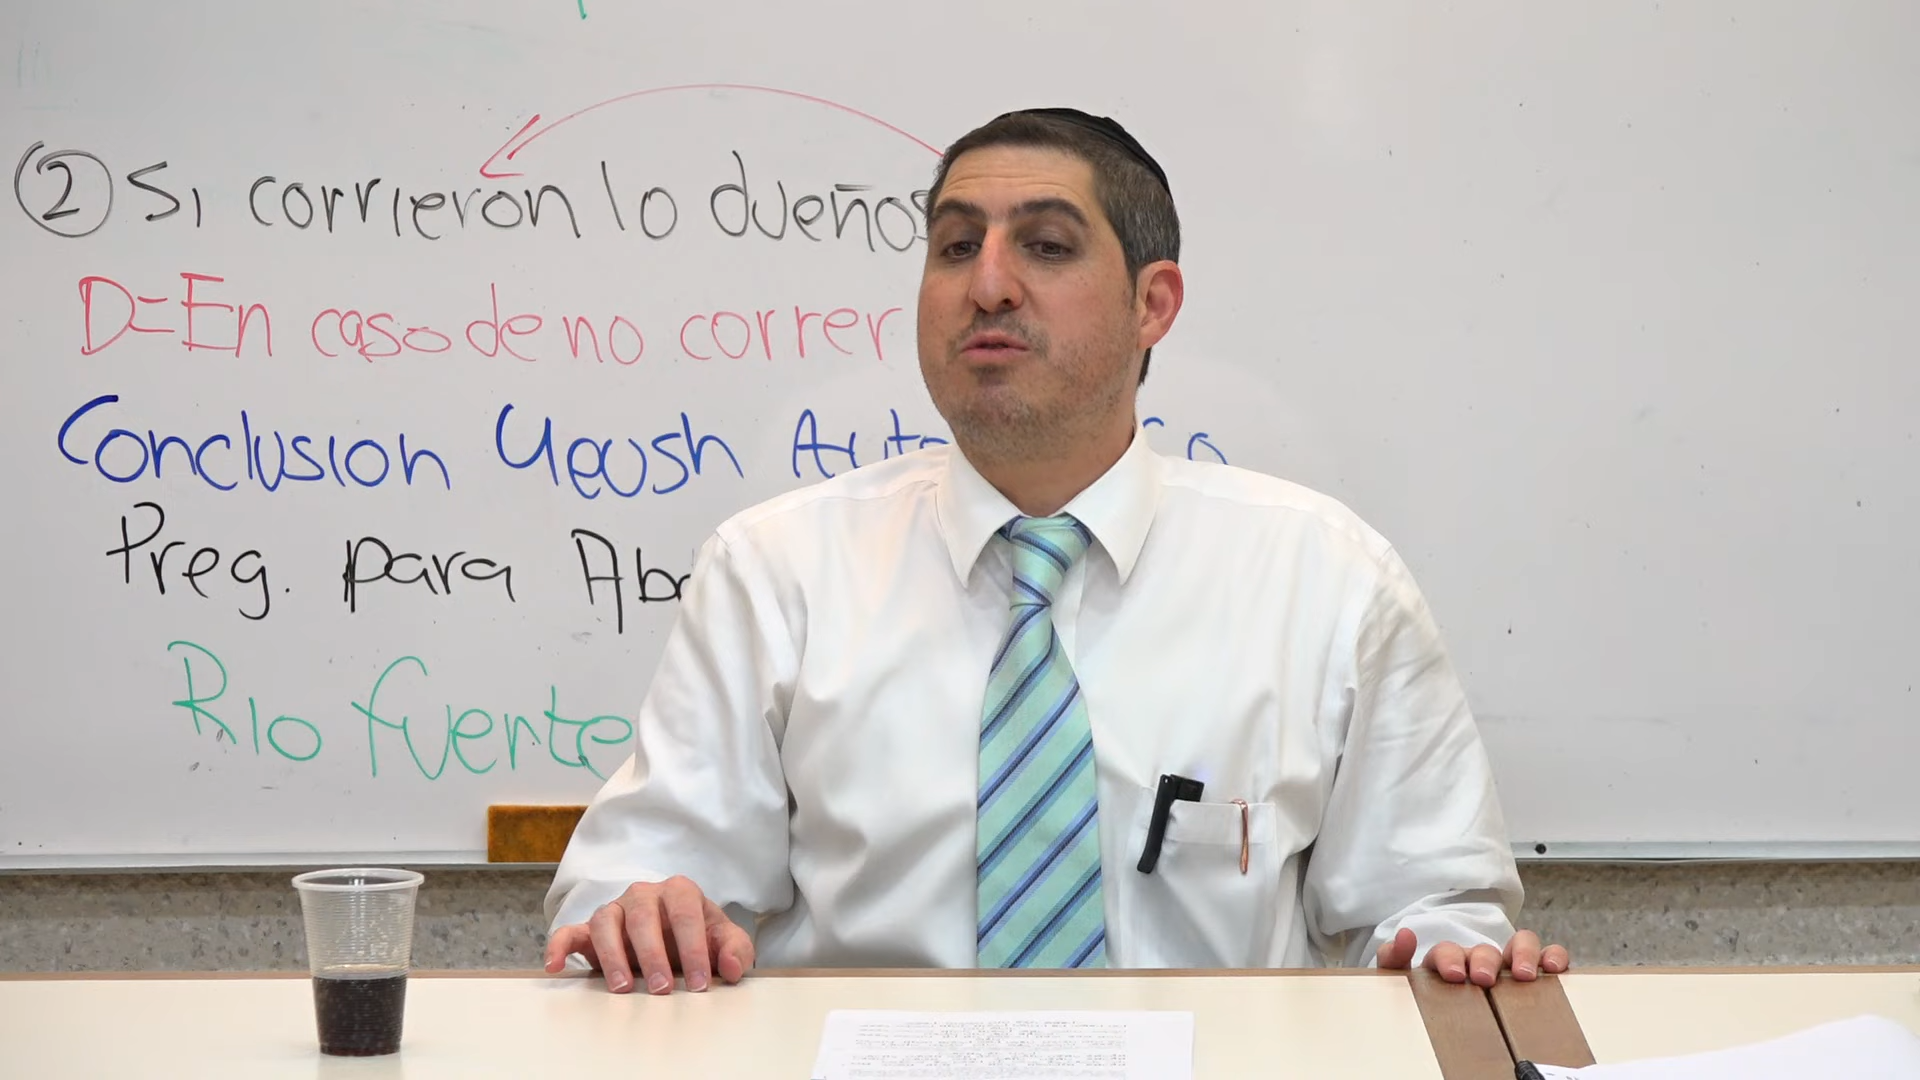 ② Si corrieron lo dueños
D=En caso de no correr
Conclusion Yeush
Preg. para
Rio fuerte